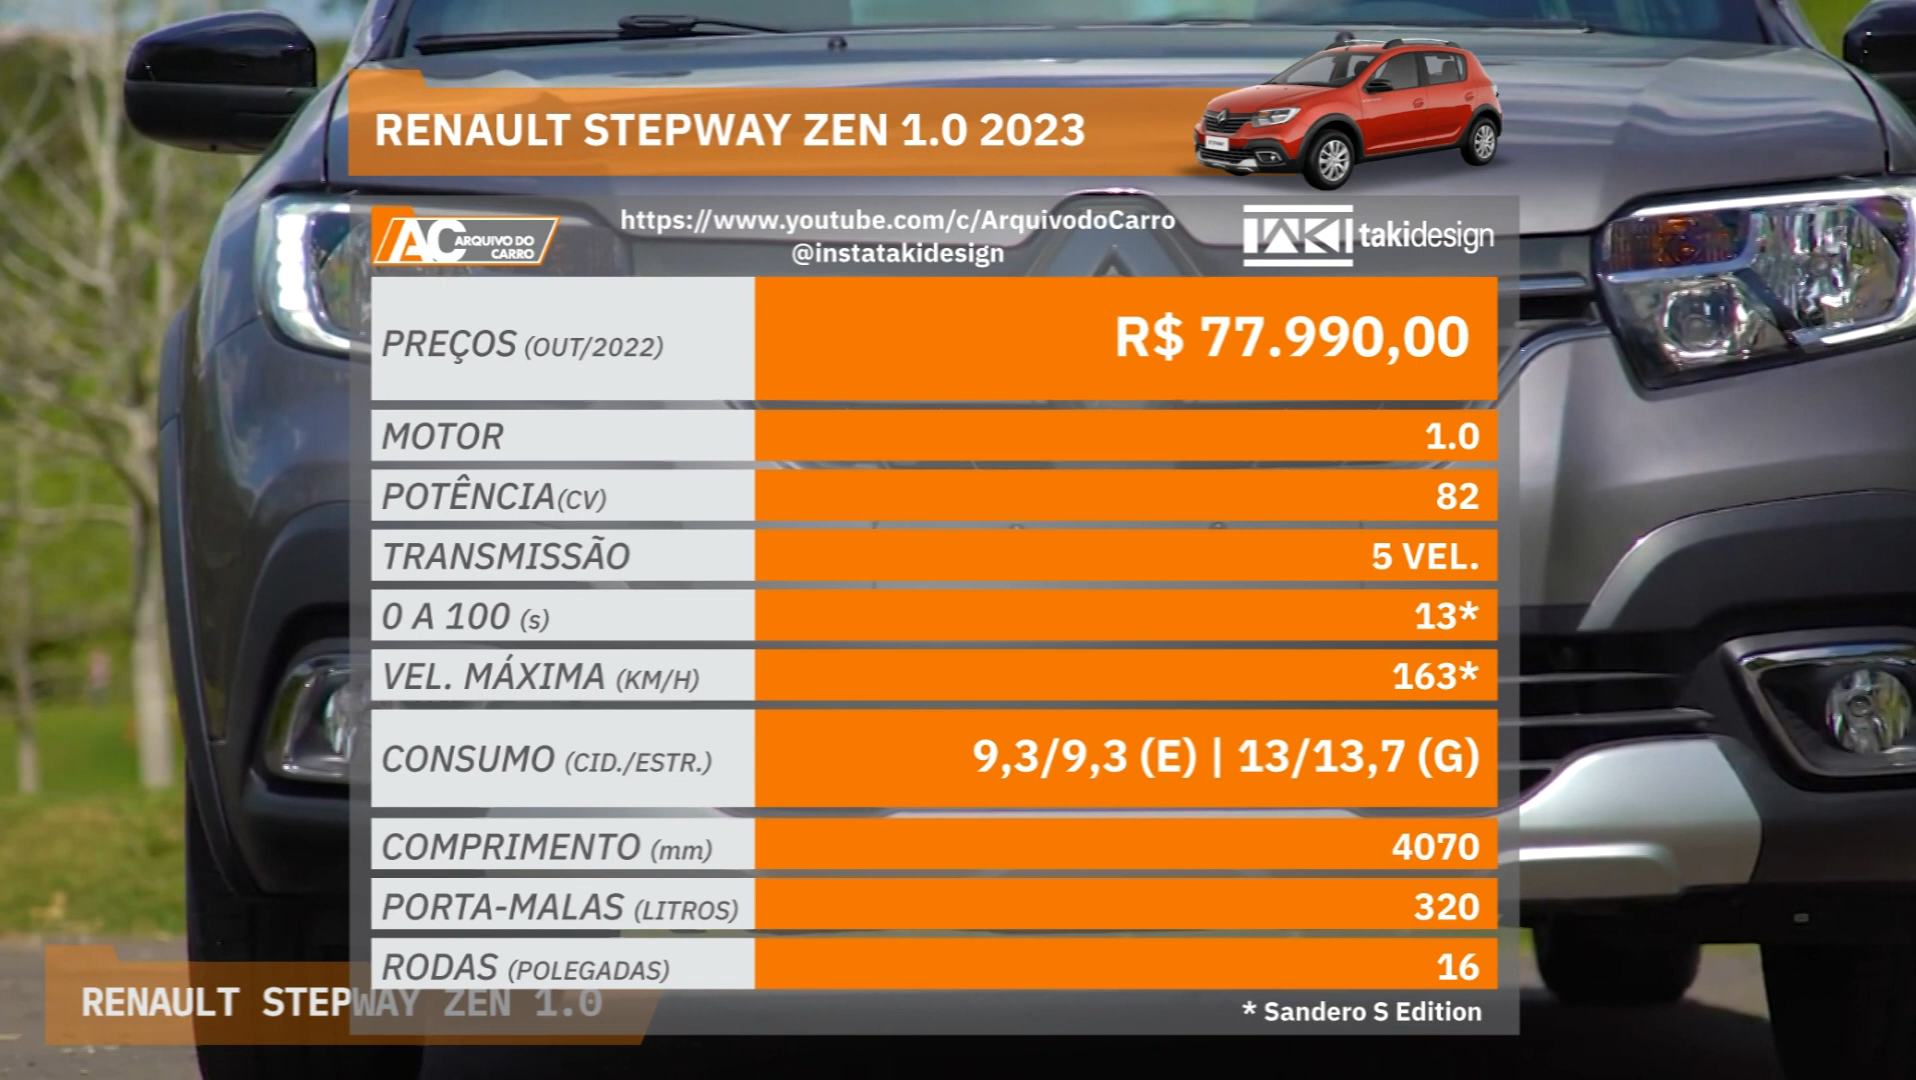 RENAULT STEPWAY ZEN 1.0 2023
AC ARQUIVO DO CARRO
https://www.youtube.com/c/ArquivodoCarro
@instatakidesign
TAKI takidesign
PREÇOS (OUT/2022) R$ 77.990,00
MOTOR 1.0
POTÊNCIA(CV) 82
TRANSMISSÃO 5 VEL.
0 A 100 (s) 13*
VEL. MÁXIMA (KM/H) 163*
CONSUMO (CID./ESTR.) 9,3/9,3 (E) | 13/13,7 (G)
COMPRIMENTO (mm) 4070
PORTA-MALAS (LITROS) 320
RODAS (POLEGADAS) 16
RENAULT STEPWAY ZEN 1.0
* Sandero S Edition